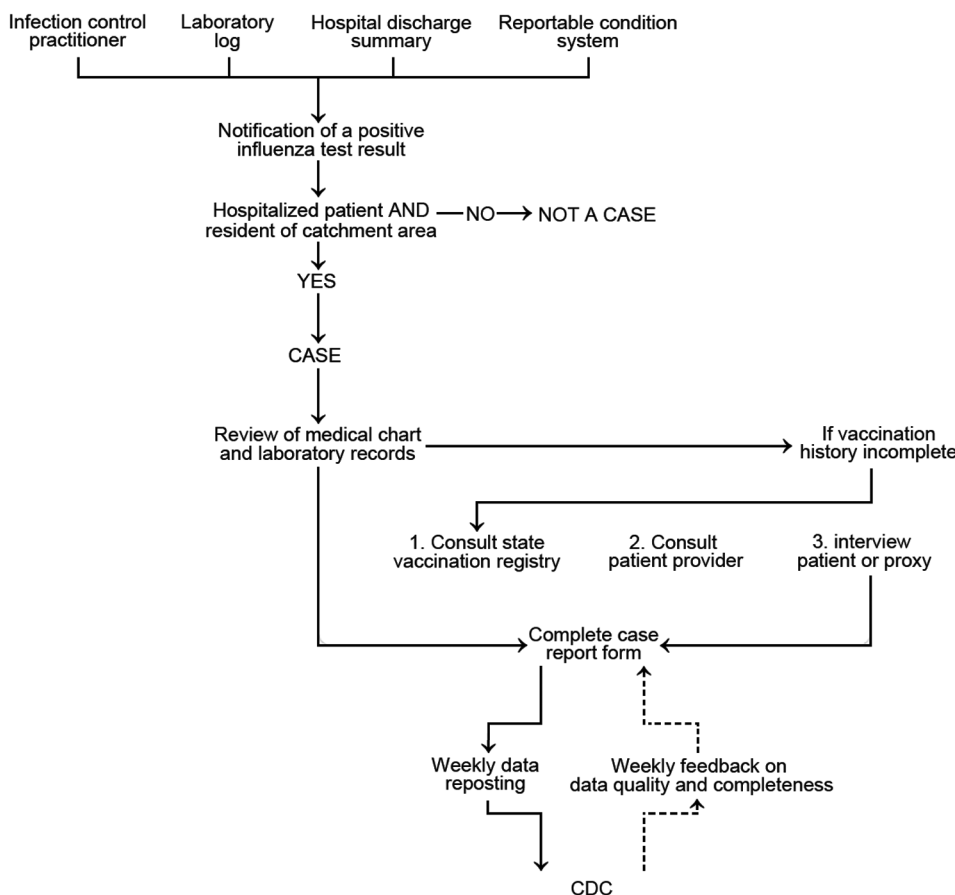 Infection control
practitioner
Laboratory
log
Hospital discharge
summary
Reportable condition
system
Notification of a positive
influenza test result
Hospitalized patient AND
resident of catchment area
NO
NOT A CASE
YES
CASE
Review of medical chart
and laboratory records
If vaccination
history incomplete
1. Consult state
vaccination registry
2. Consult
patient provider
3. interview
patient or proxy
Complete case
report form
Weekly data
reposting
Weekly feedback on
data quality and completeness
CDC